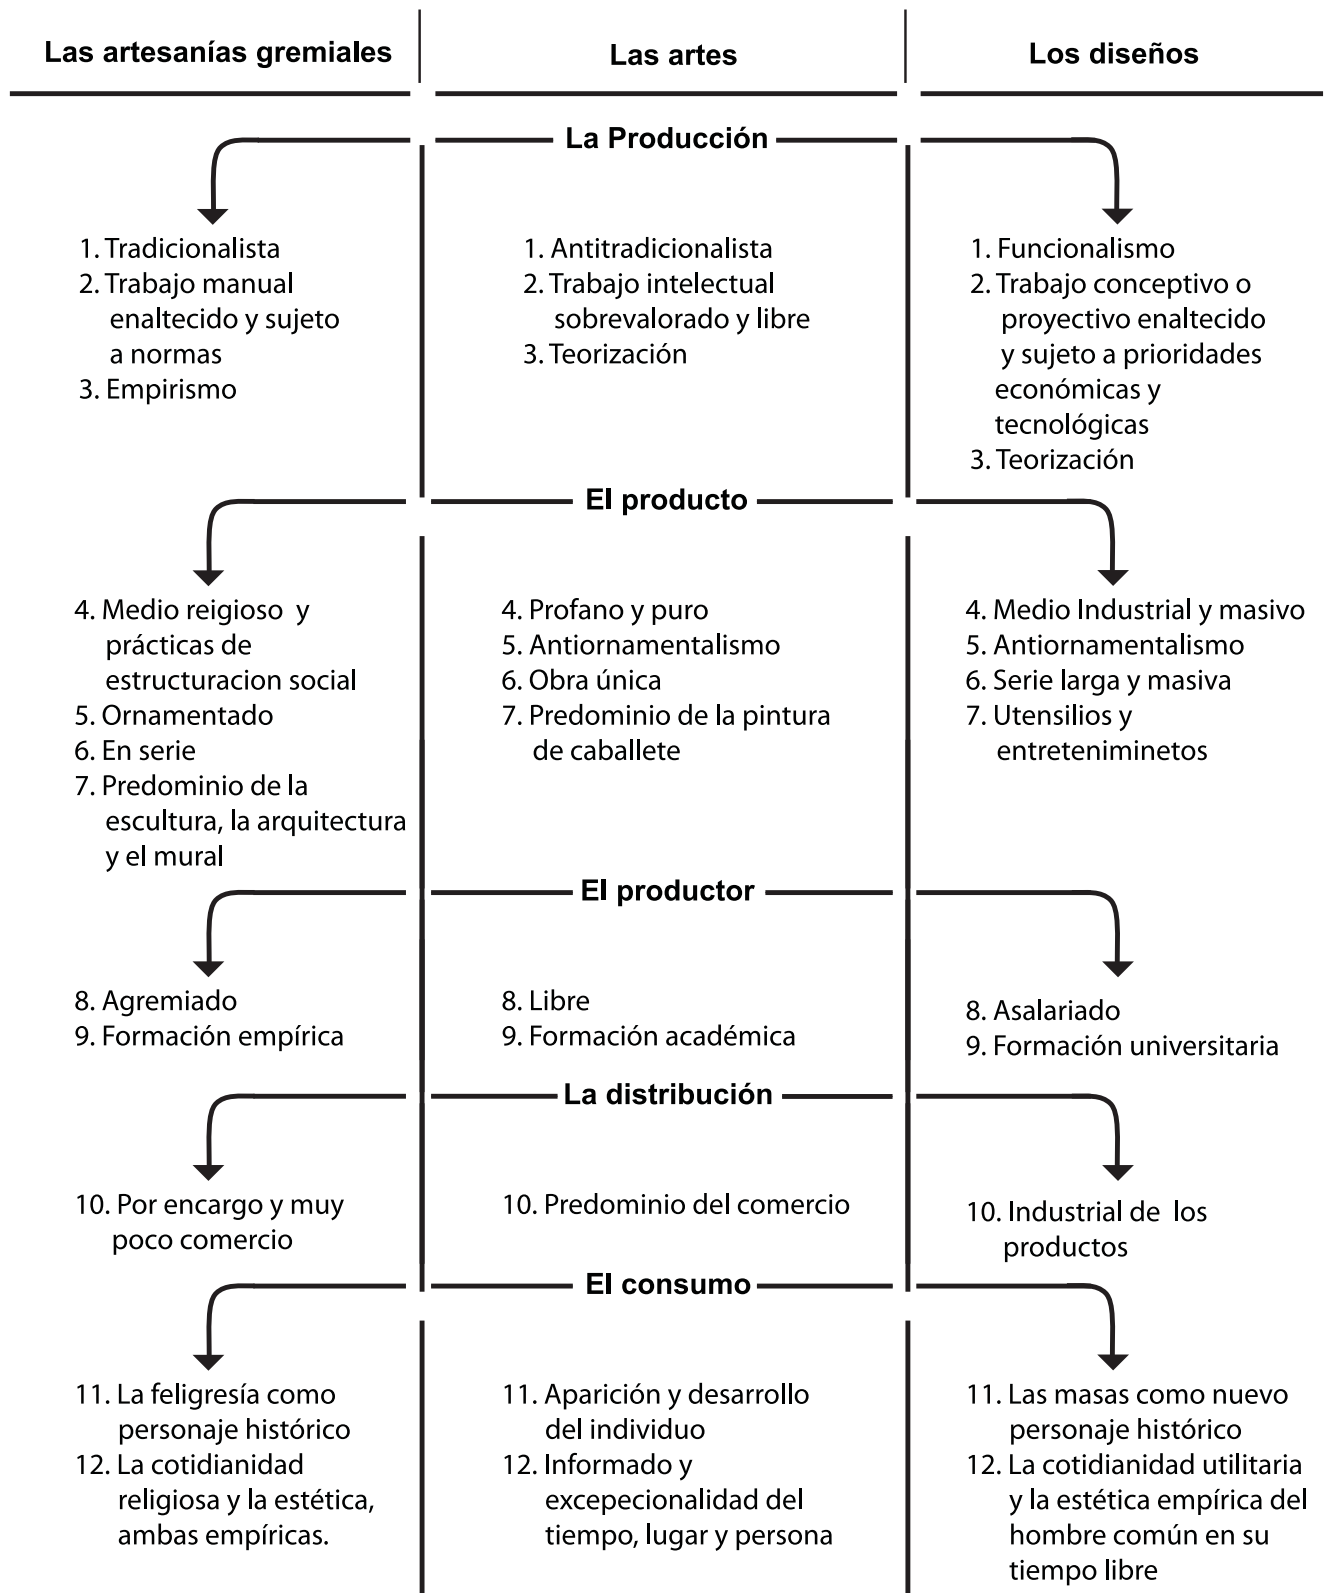 Las artesanías gremiales
Las artes
Los diseños
La Producción
1. Tradicionalista
2. Trabajo manual
enaltecido y sujeto
a normas
3. Empirismo
1. Antitradicionalista
2. Trabajo intelectual
sobrevalorado y libre
3. Teorización
1. Funcionalismo
2. Trabajo conceptivo o
proyectivo enaltecido
y sujeto a prioridades
económicas y
tecnológicas
3. Teorización
El producto
4. Medio reigioso y
prácticas de
estructuracion social
5. Ornamentado
6. En serie
7. Predominio de la
escultura, la arquitectura
y el mural
4. Profano y puro
5. Antiornamentalismo
6. Obra única
7. Predominio de la pintura
de caballete
4. Medio Industrial y masivo
5. Antiornamentalismo
6. Serie larga y masiva
7. Utensilios y
entreteniminetos
El productor
8. Agremiado
9. Formación empírica
8. Libre
9. Formación académica
8. Asalariado
9. Formación universitaria
La distribución
10. Por encargo y muy
poco comercio
10. Predominio del comercio
10. Industrial de los
productos
El consumo
11. La feligresía como
personaje histórico
12. La cotidianidad
religiosa y la estética,
ambas empíricas.
11. Aparición y desarrollo
del individuo
12. Informado y
excepecionalidad del
tiempo, lugar y persona
11. Las masas como nuevo
personaje histórico
12. La cotidianidad utilitaria
y la estética empírica del
hombre común en su
tiempo libre